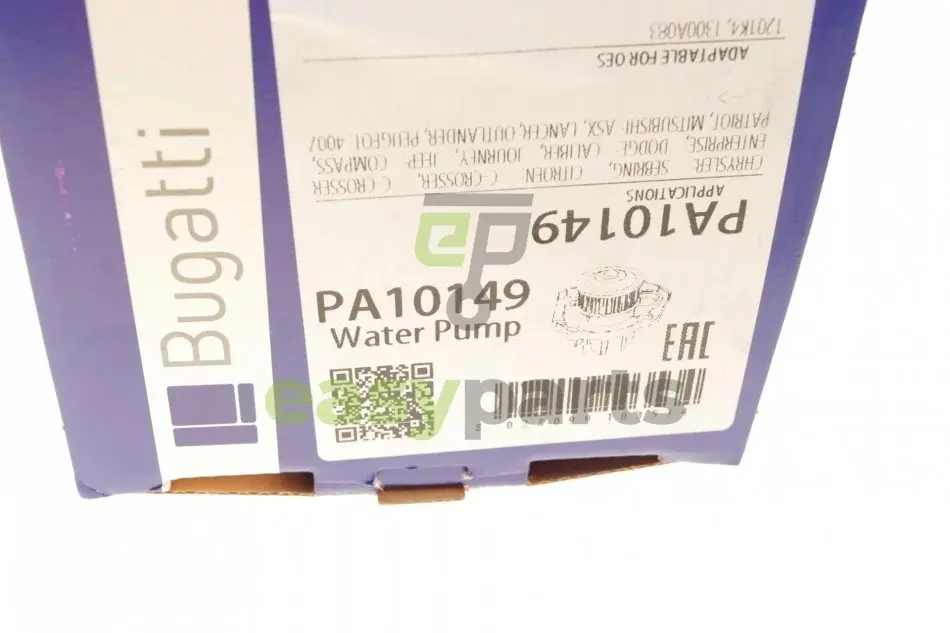 Bugatti
1201K4, 1300A083
ADAPTABLE FOR OES
PATRIOT, MITSUBISHI- ASX, LANCER, OUTLANDER, PEUGEOT- 4007
ENTERPRISE, DODGE- CALIBER, JOURNEY, JEEP- COMPASS,
CHRYSLER- SEBRING, CITROEN- C-CROSSER, C-CROSSER
APPLICATIONS
PA10149
ep
PA10149
Water Pump
EAC
easyparts